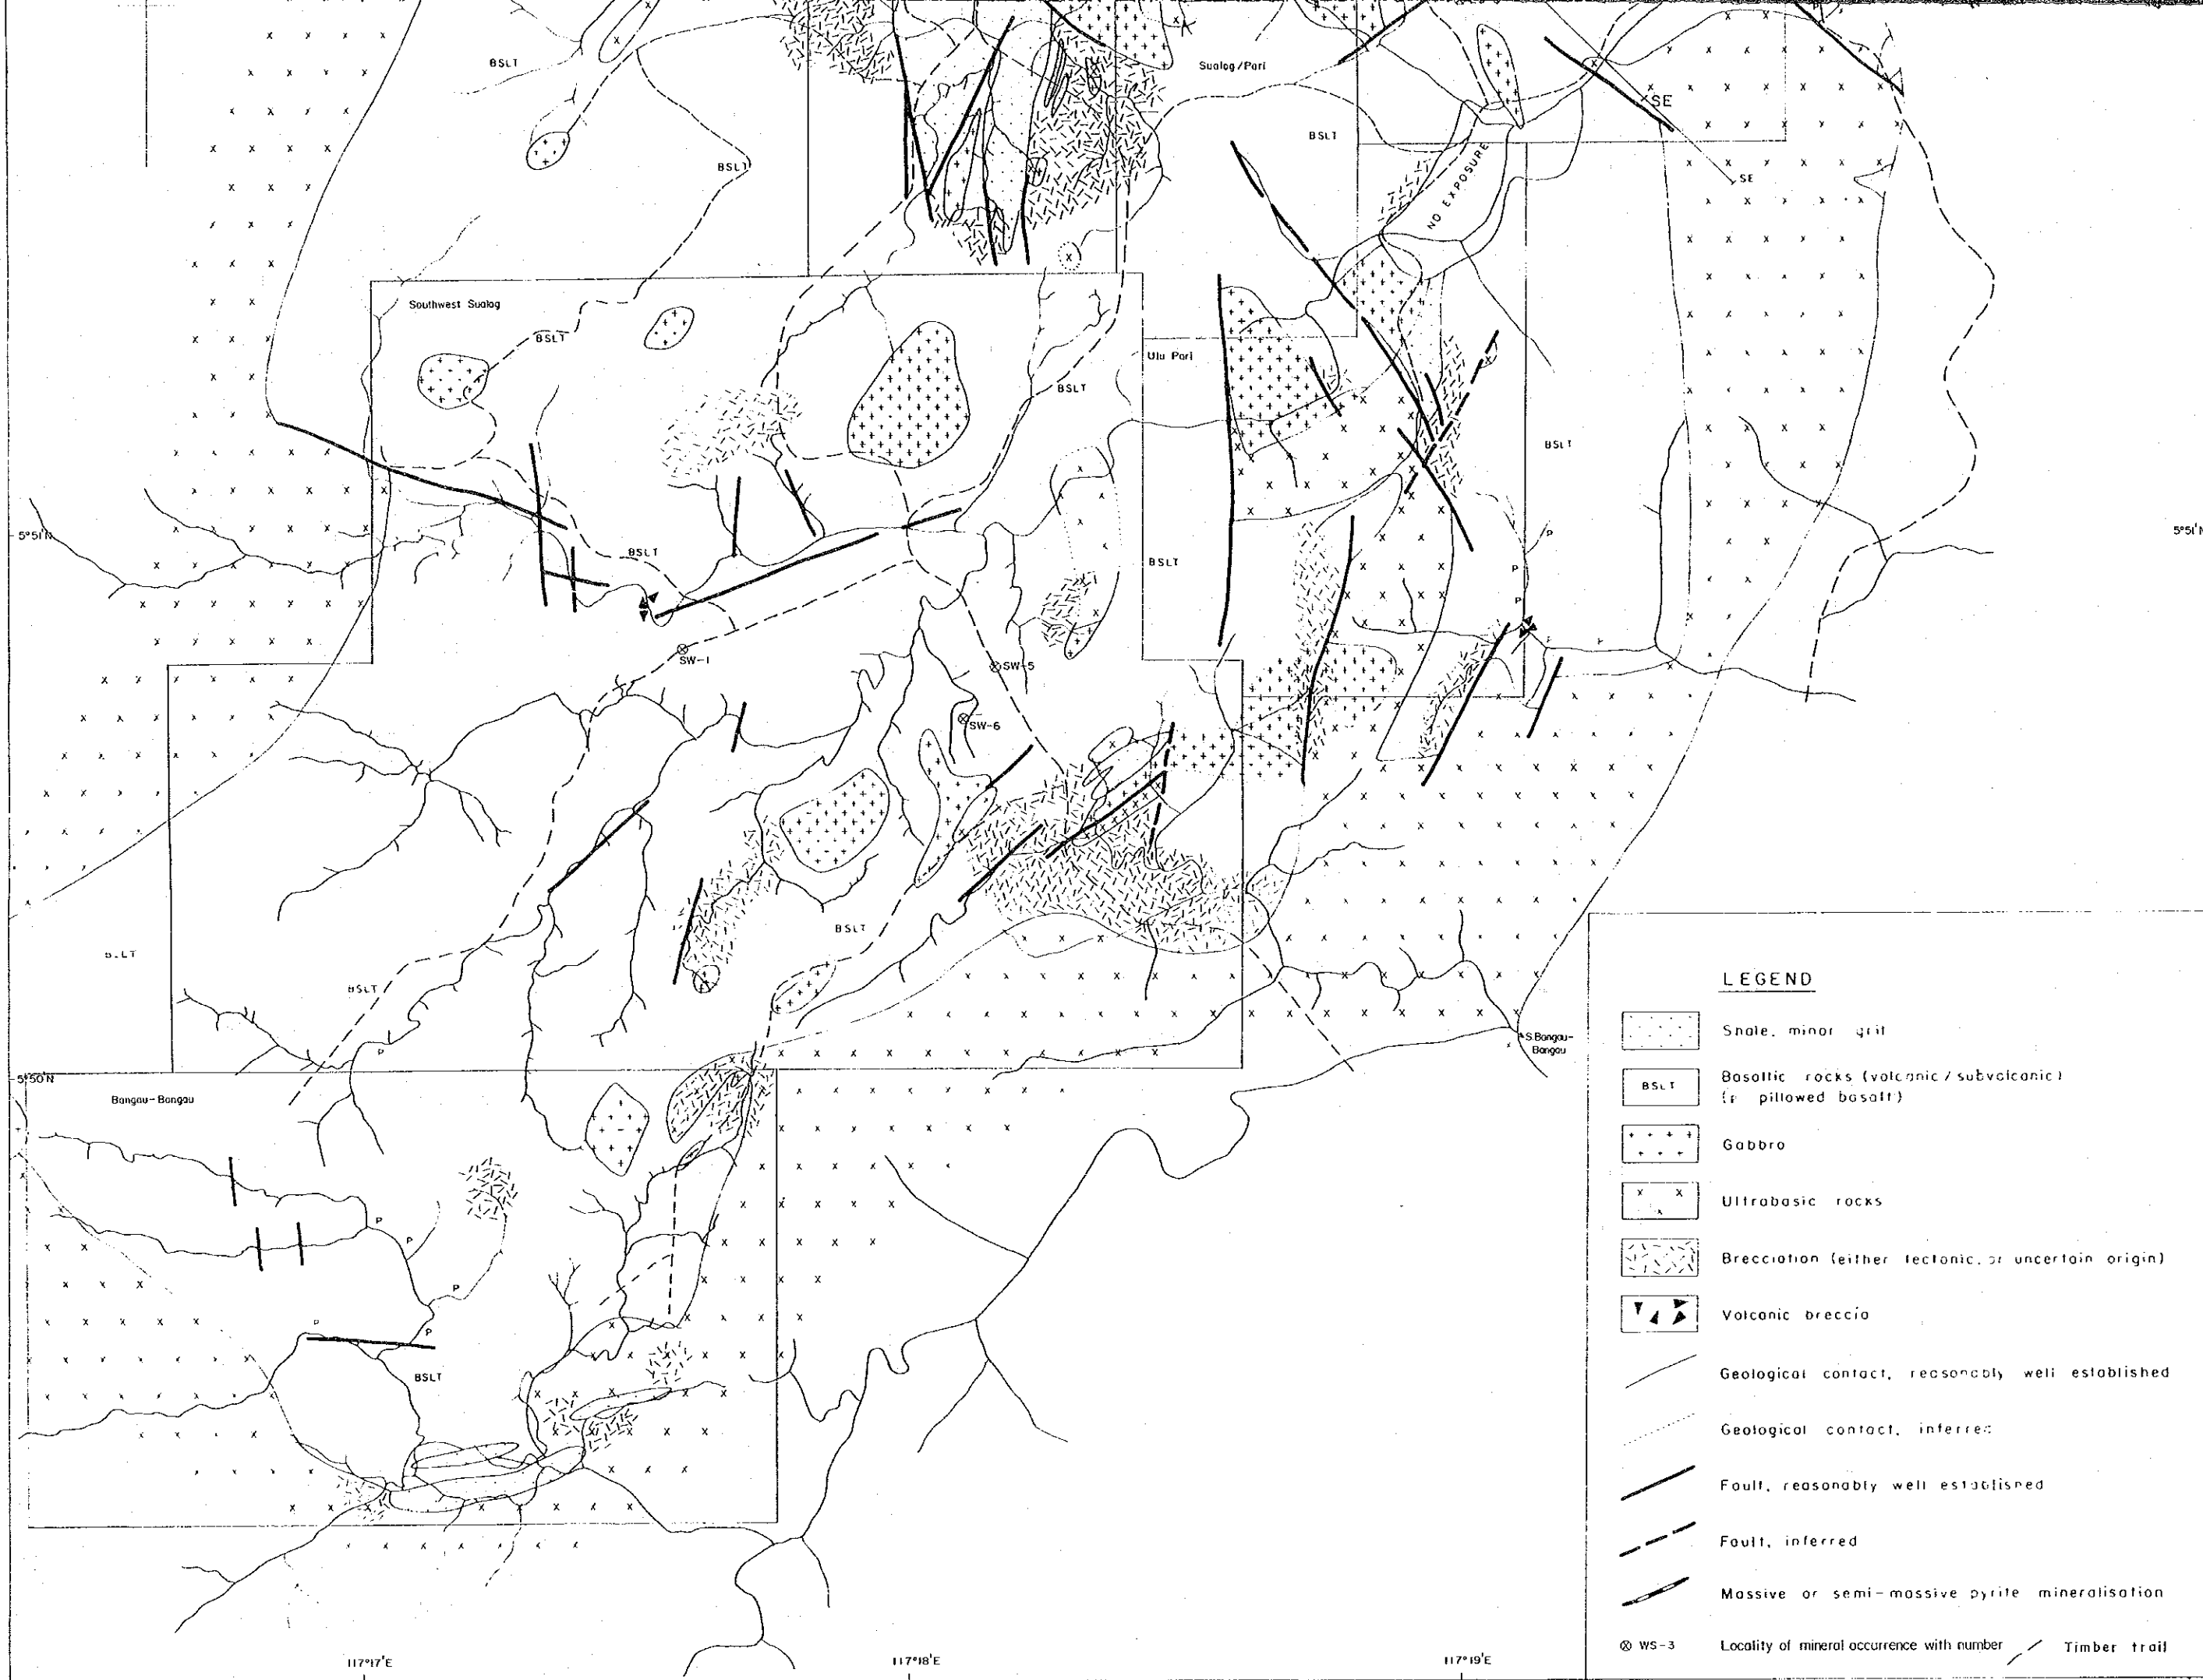 BSLT
Sualog/Pari
SE
BSLT
BSLT
NO EXPOSURE
SE
Southwest Sualog
BSLT
Ulu Pari
BSLT
BSLT
5°51'N
5°51'N
BSLT
BSLT
P
P
P
SW-1
SW-5
SW-6
BSLT
BSLT
P
S.Bangau-
Bangau
5°50'N
Bangau-Bangau
P
P
P
P
P
BSLT
117°17'E
117°18'E
117°19'E
LEGEND
Shale, minor grit
BSLT
Basaltic rocks (volcanic / subvolcanic)
(P pillowed basalt)
Gabbro
Ultrabasic rocks
Brecciation (either tectonic, or uncertain origin)
Volcanic breccia
Geological contact, reasonably well established
Geological contact, inferred
Fault, reasonably well established
Fault, inferred
Massive or semi-massive pyrite mineralisation
WS-3 Locality of mineral occurrence with number
Timber trail